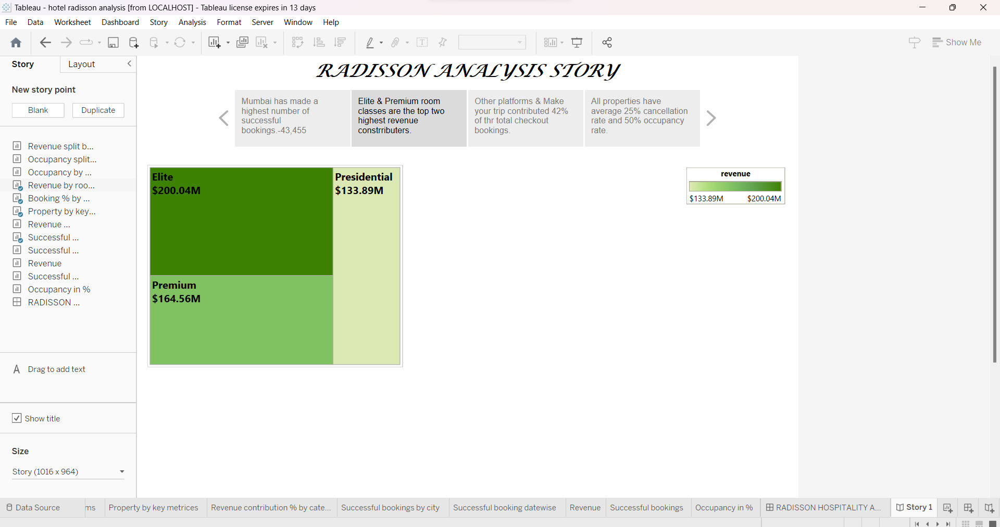 Tableau - hotel radisson analysis [from LOCALHOST] - Tableau license expires in 13 days
File Data Worksheet Dashboard Story Analysis Format Server Window Help
Show Me
Story Layout
New story point
Blank Duplicate
Revenue split b...
Occupancy split...
Occupancy by ...
Revenue by roo...
Booking % by ...
Property by key...
Revenue ...
Successful ...
Successful ...
Revenue
Successful ...
Occupancy in %
RADISSON ...
A Drag to add text
Show title
Size
Story (1016 x 964)
RADISSON ANALYSIS STORY
Mumbai has made a
highest number of
successful
bookings.-43,455
Elite & Premium room
classes are the top two
highest revenue
constrributers.
Other platforms & Make
your trip contributed 42%
of thr total checkout
bookings.
All properties have
average 25% cancellation
rate and 50% occupancy
rate.
Elite
$200.04M
Presidential
$133.89M
Premium
$164.56M
revenue
$133.89M $200.04M
Data Source ms Property by key metrices Revenue contribution % by cate... Successful bookings by city Successful booking datewise Revenue Successful bookings Occupancy in % RADISSON HOSPITALITY A... Story 1